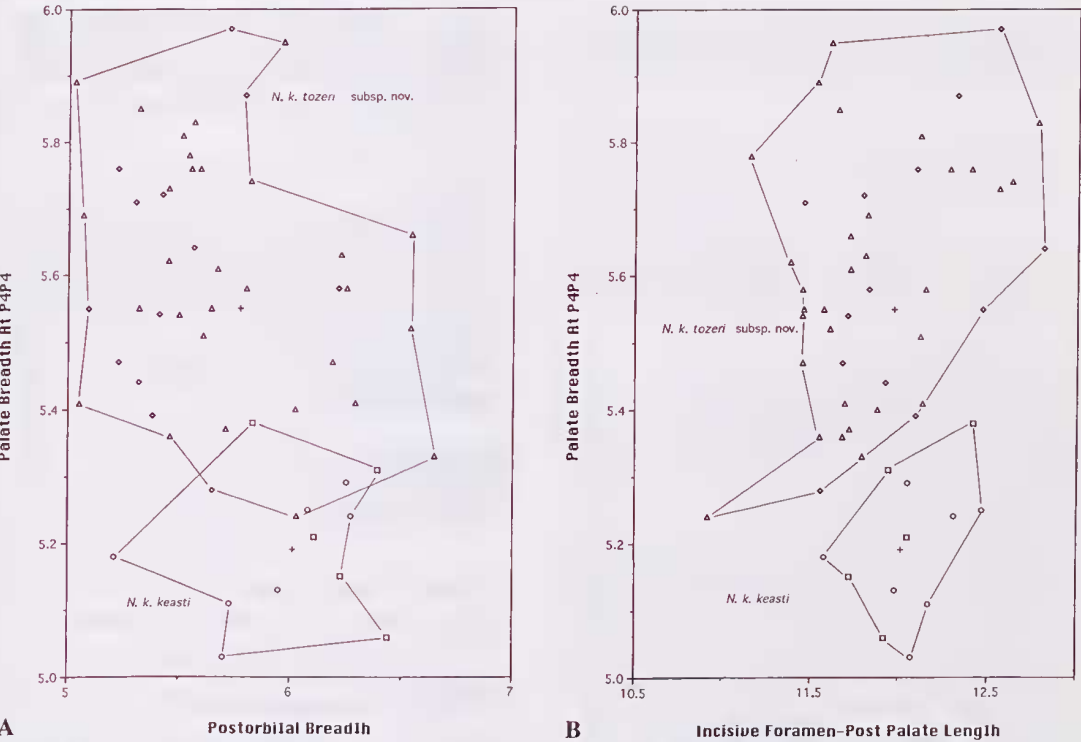 6.0
5.8
5.6
5.4
5.2
5.0
5
6
7
Palate Breadth At P4P4
N. k. tozeri subsp. nov.
N. k. keasti
A
Postorbital Breadth
6.0
5.8
5.6
5.4
5.2
5.0
10.5
11.5
12.5
Palate Breadth At P4P4
N. k. tozeri subsp. nov.
N. k. keasti
B
Incisive Foramen-Post Palate Length